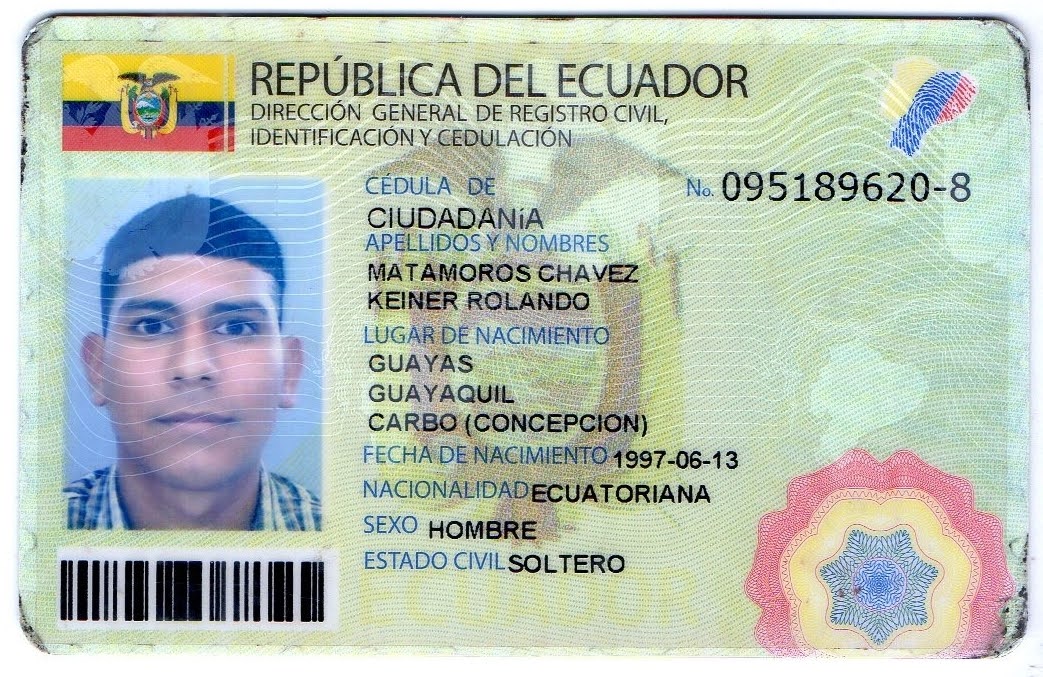 REPÚBLICA DEL ECUADOR
DIRECCIÓN GENERAL DE REGISTRO CIVIL,
IDENTIFICACIÓN Y CEDULACIÓN
CÉDULA DE No. 095189620-8
CIUDADANíA
APELLIDOS Y NOMBRES
MATAMOROS CHAVEZ
KEINER ROLANDO
LUGAR DE NACIMIENTO
GUAYAS
GUAYAQUIL
CARBO (CONCEPCION)
FECHA DE NACIMIENTO 1997-06-13
NACIONALIDAD ECUATORIANA
SEXO HOMBRE
ESTADO CIVIL SOLTERO